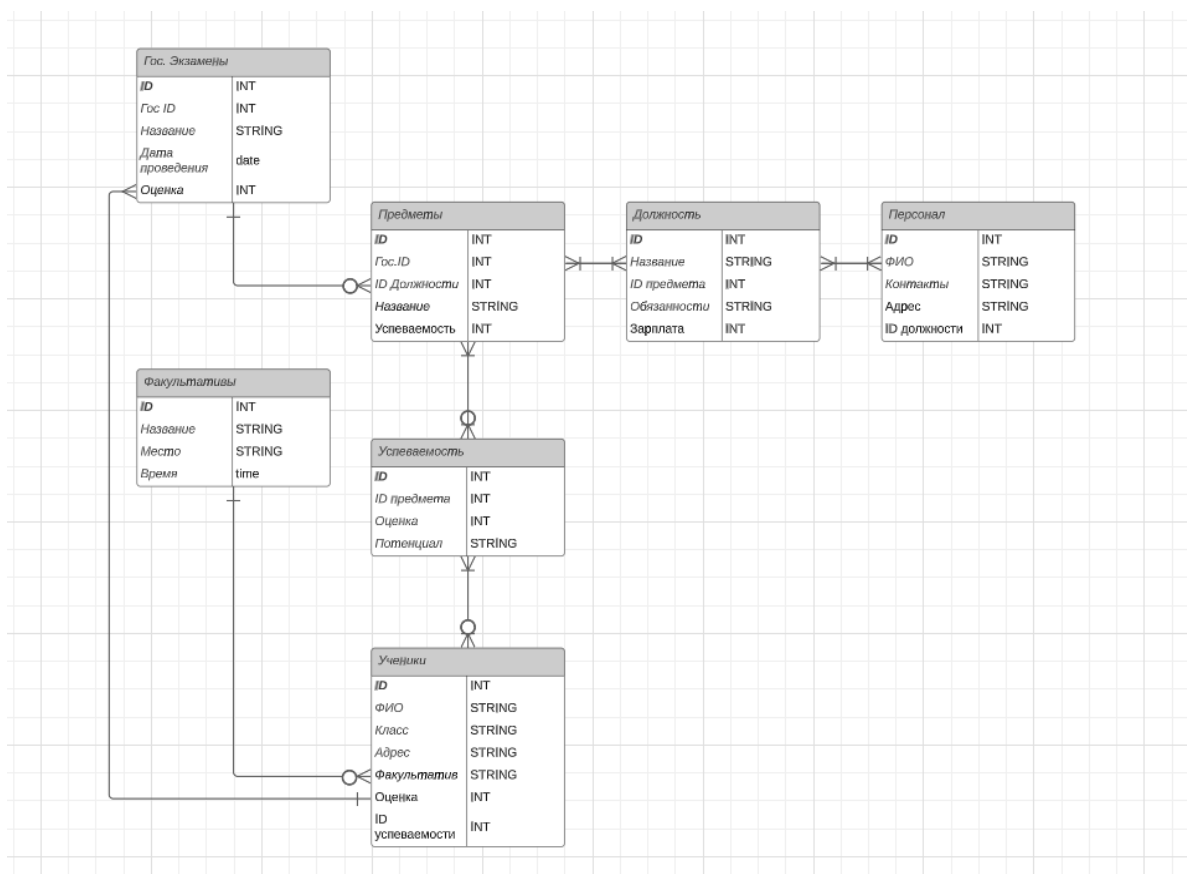 Гос. Экзамены
ID INT
Гос ID INT
Название STRING
Дата
проведения date
Оценка INT
Предметы
ID INT
Гос.ID INT
ID Должности INT
Название STRING
Успеваемость INT
Должность
ID INT
Название STRING
ID предмета INT
Обязанности STRING
Зарплата INT
Персонал
ID INT
ФИО STRING
Контакты STRING
Адрес STRING
ID должности INT
Факультативы
ID INT
Название STRING
Место STRING
Время time
Успеваемость
ID INT
ID предмета INT
Оценка INT
Потенциал STRING
Ученики
ID INT
ФИО STRING
Класс STRING
Адрес STRING
Факультатив STRING
Оценка INT
ID
успеваемости INT